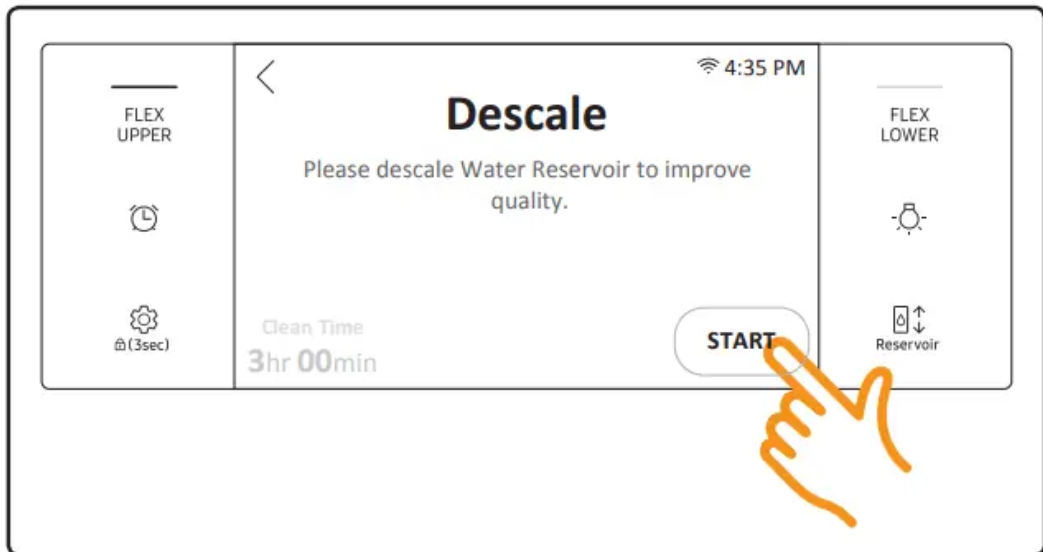 FLEX
UPPER
(3sec)
4:35 PM
Descale
Please descale Water Reservoir to improve
quality.
Clean Time
3hr 00min
START
FLEX
LOWER
Reservoir